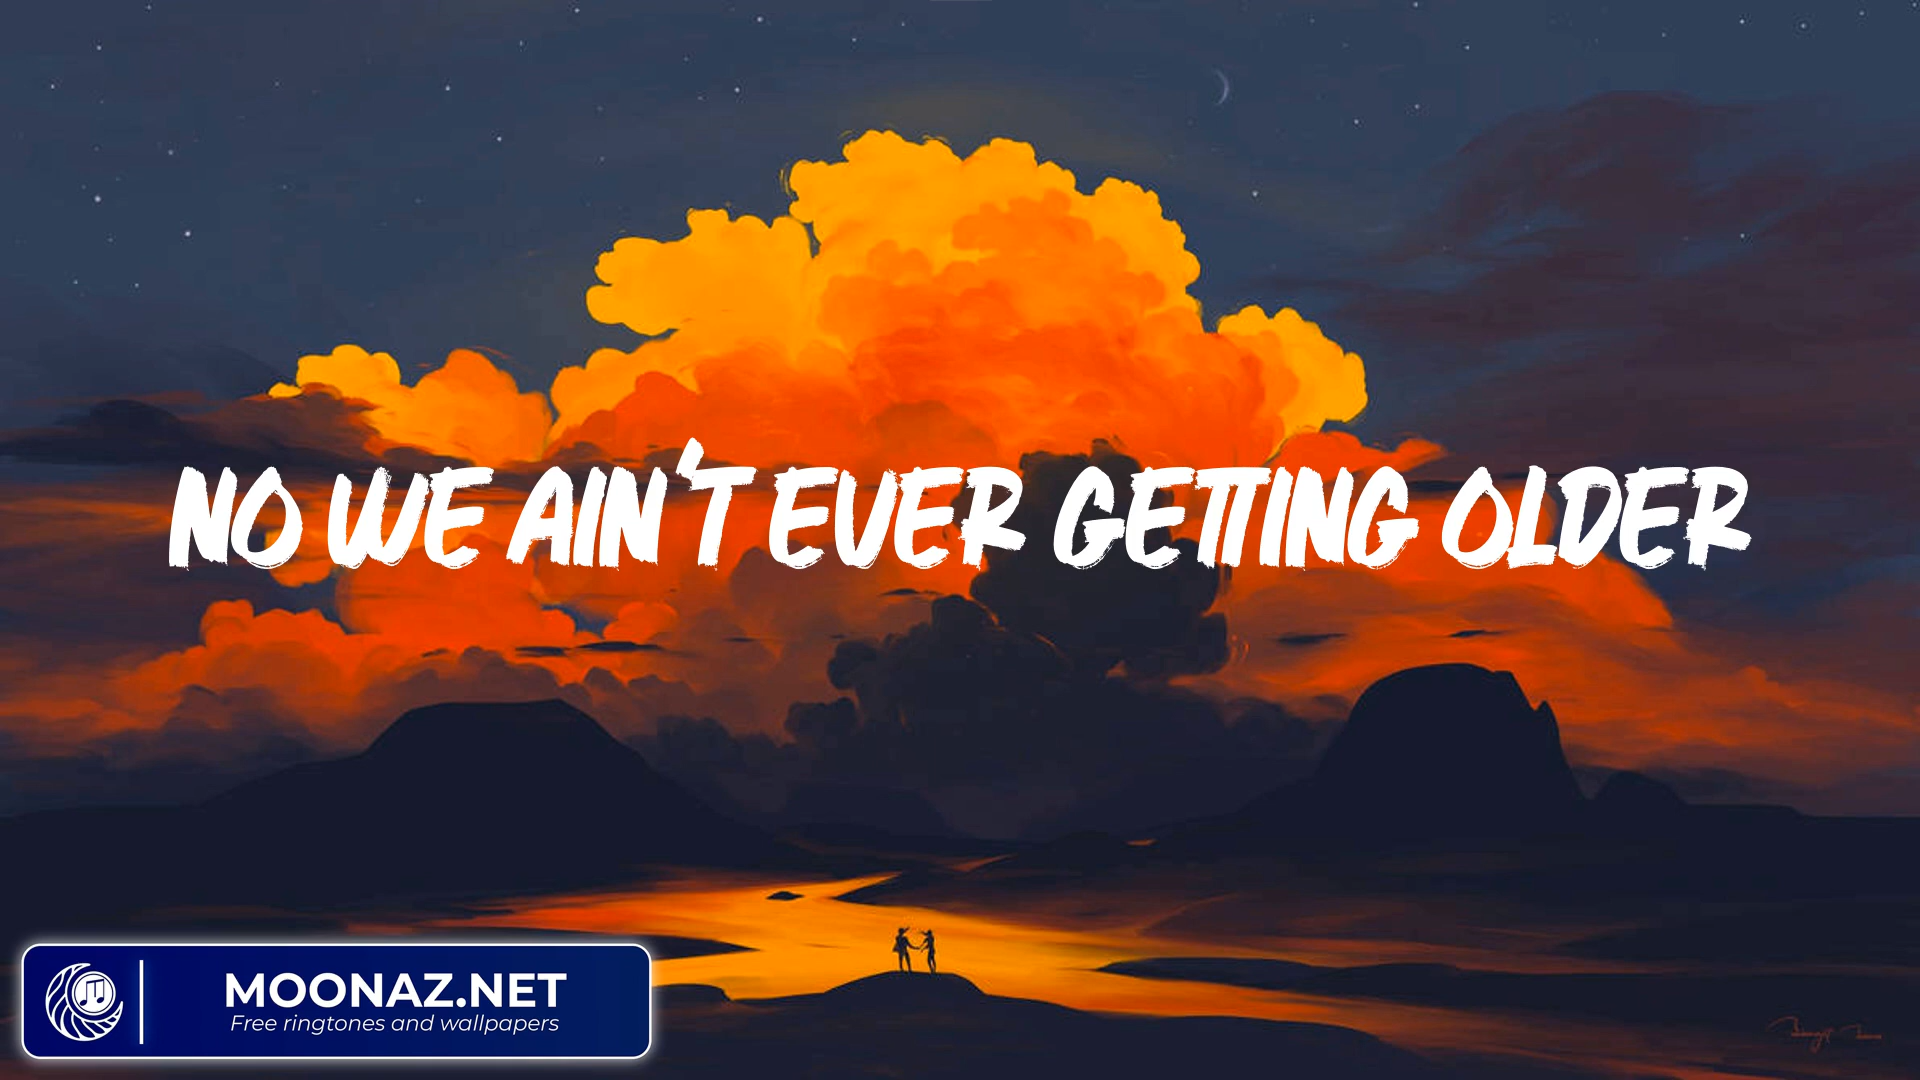 NO WE AIN'T EVER GETTING OLDER
MOONAZ.NET
Free ringtones and wallpapers